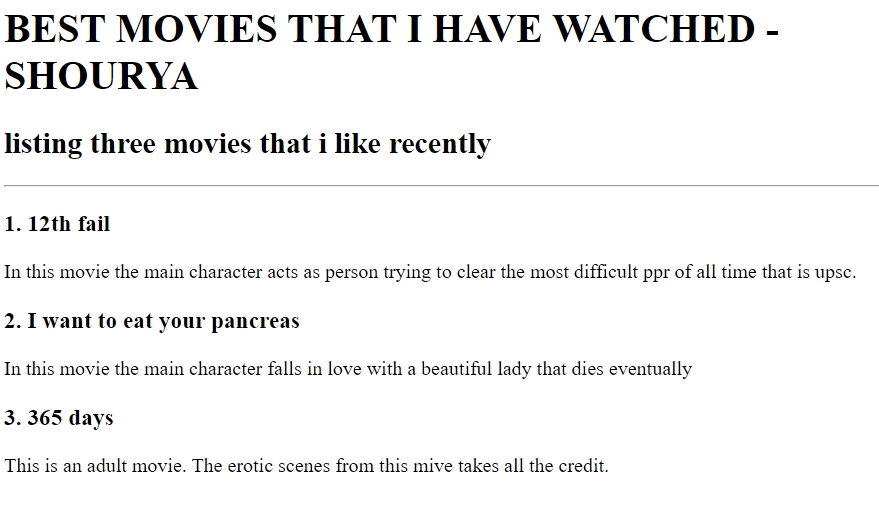 BEST MOVIES THAT I HAVE WATCHED -
SHOURYA
listing three movies that i like recently
1. 12th fail
In this movie the main character acts as person trying to clear the most difficult ppr of all time that is upsc.
2. I want to eat your pancreas
In this movie the main character falls in love with a beautiful lady that dies eventually
3. 365 days
This is an adult movie. The erotic scenes from this mive takes all the credit.